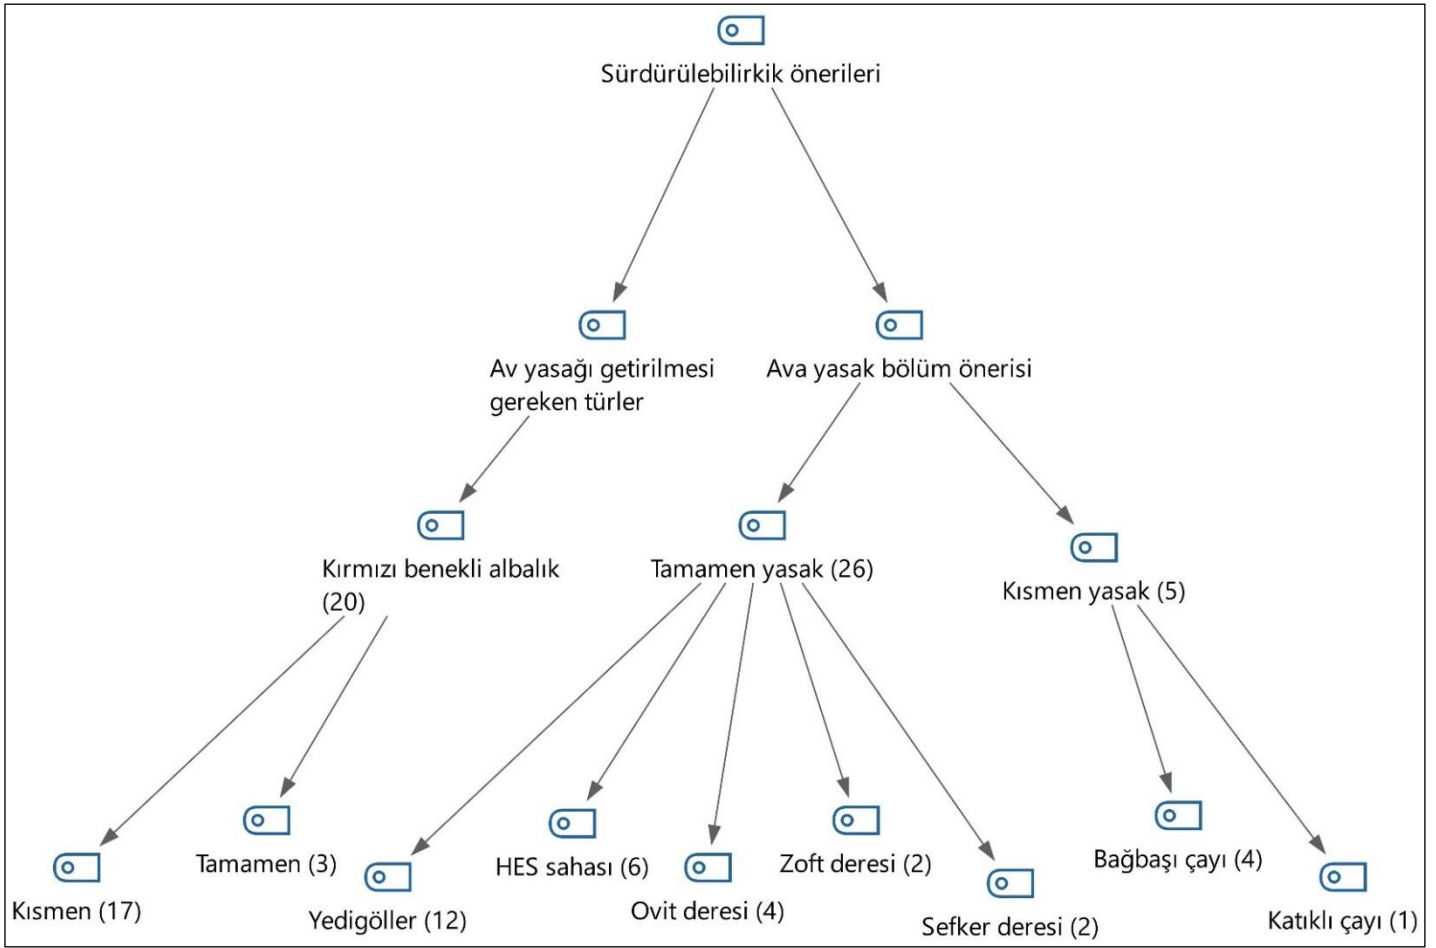 Sürdürülebilirkik önerileri
Av yasağı getirilmesi
gereken türler
Ava yasak bölüm önerisi
Kırmızı benekli albalık
(20)
Tamamen yasak (26)
Kısmen yasak (5)
Kısmen (17)
Tamamen (3)
Yedigöller (12)
HES sahası (6)
Ovit deresi (4)
Zoft deresi (2)
Sefker deresi (2)
Bağbaşı çayı (4)
Katıklı çayı (1)